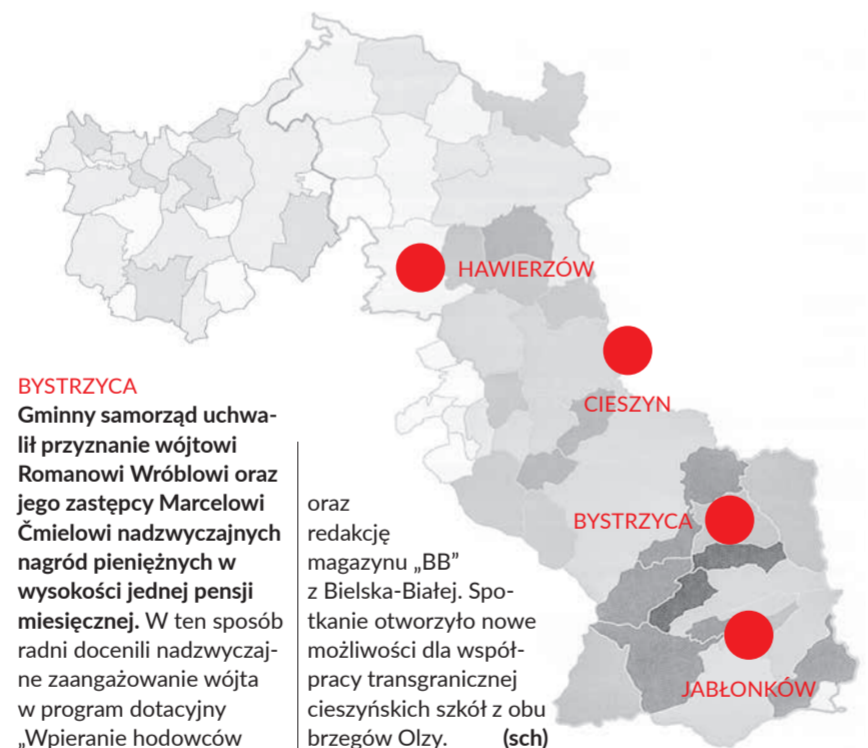 HAWIERZÓW
CIESZYN
BYSTRZYCA
JABŁONKÓW
BYSTRZYCA
Gminny samorząd uchwa-
lił przyznanie wójtowi
Romanowi Wróblowi oraz
jego zastępcy Marcelowi
Čmielowi nadzwyczajnych
nagród pieniężnych w
wysokości jednej pensji
miesięcznej. W ten sposób
radni docenili nadzwyczaj-
ne zaangażowanie wójta
w program dotacyjny
„Wpieranie hodowców
oraz
redakcję
magazynu „BB”
z Bielska-Białej. Spo-
tkanie otworzyło nowe
możliwości dla współ-
pracy transgranicznej
cieszyńskich szkół z obu
brzegów Olzy. (sch)